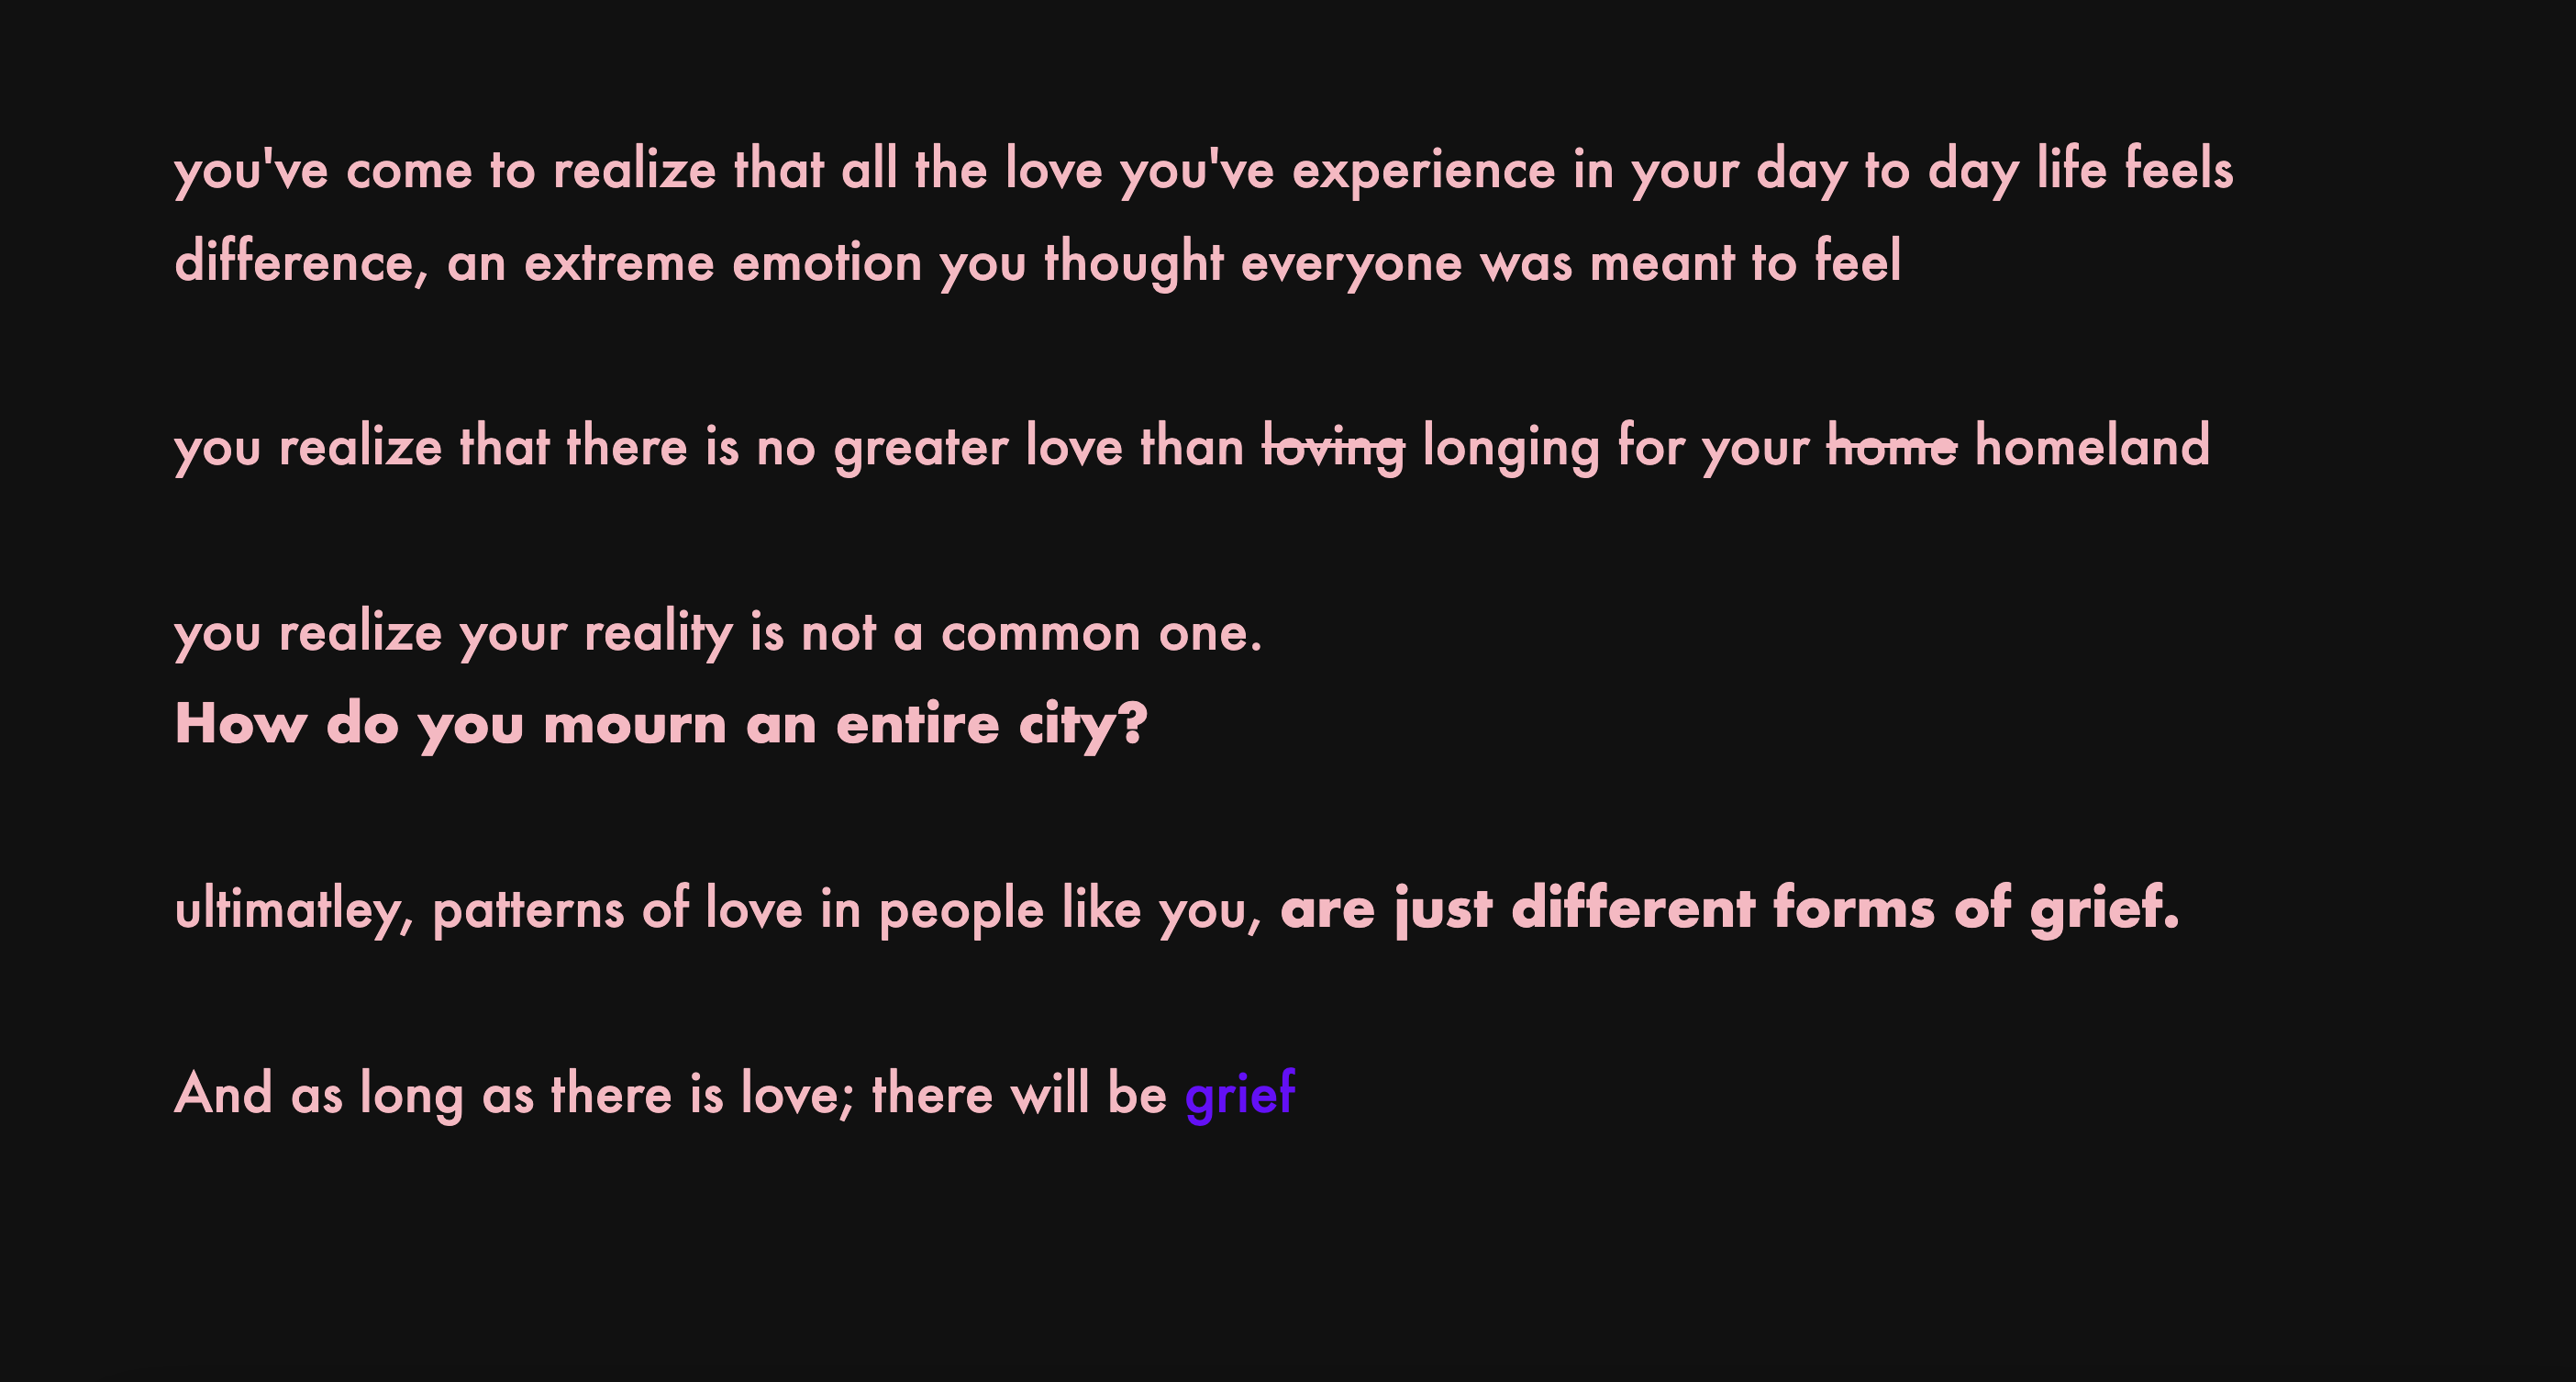 you've come to realize that all the love you've experience in your day to day life feels
difference, an extreme emotion you thought everyone was meant to feel
you realize that there is no greater love than loving longing for your home homeland
you realize your reality is not a common one.
How do you mourn an entire city?
ultimatley, patterns of love in people like you, are just different forms of grief.
And as long as there is love; there will be grief